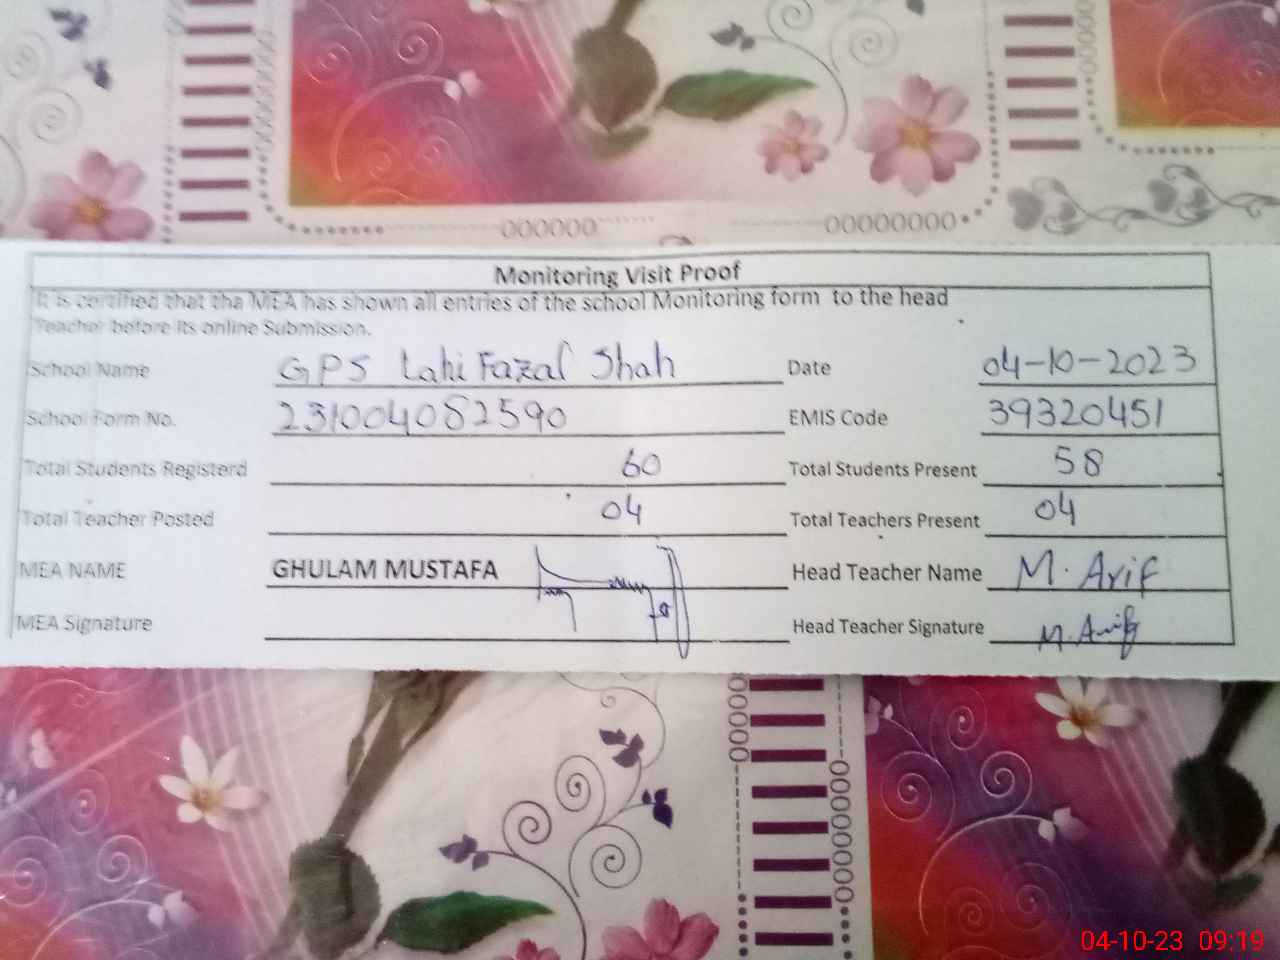 000000 00000000
Monitoring Visit Proof
It is certified that tha MEA has shown all entries of the school Monitoring form to the head
Teacher before its online Submission.
School Name GPS Lahi Fazal Shah Date 04-10-2023
School Form No. 231004082590 EMIS Code 39320451
Total Students Registerd 60 Total Students Present 58
Total Teacher Posted 04 Total Teachers Present 04
MEA NAME GHULAM MUSTAFA Head Teacher Name M. Arif
MEA Signature Head Teacher Signature M. Arif
04-10-23 09:19